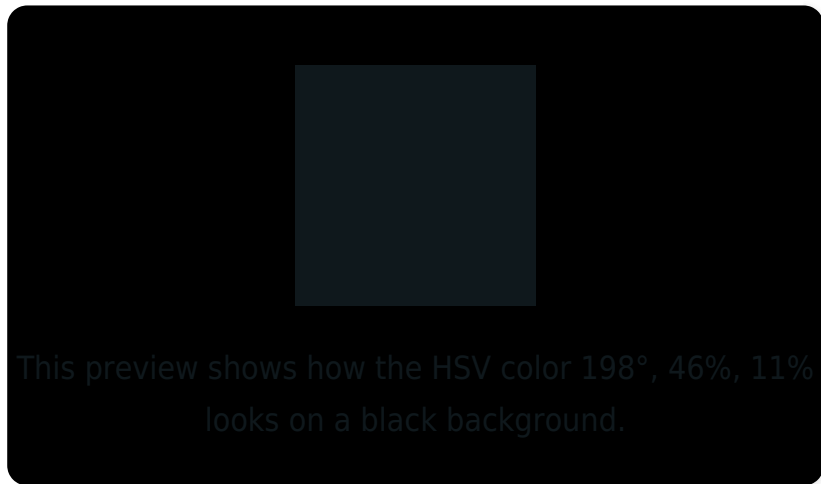 This preview shows how the HSV color 198°, 46%, 11%
looks on a black background.